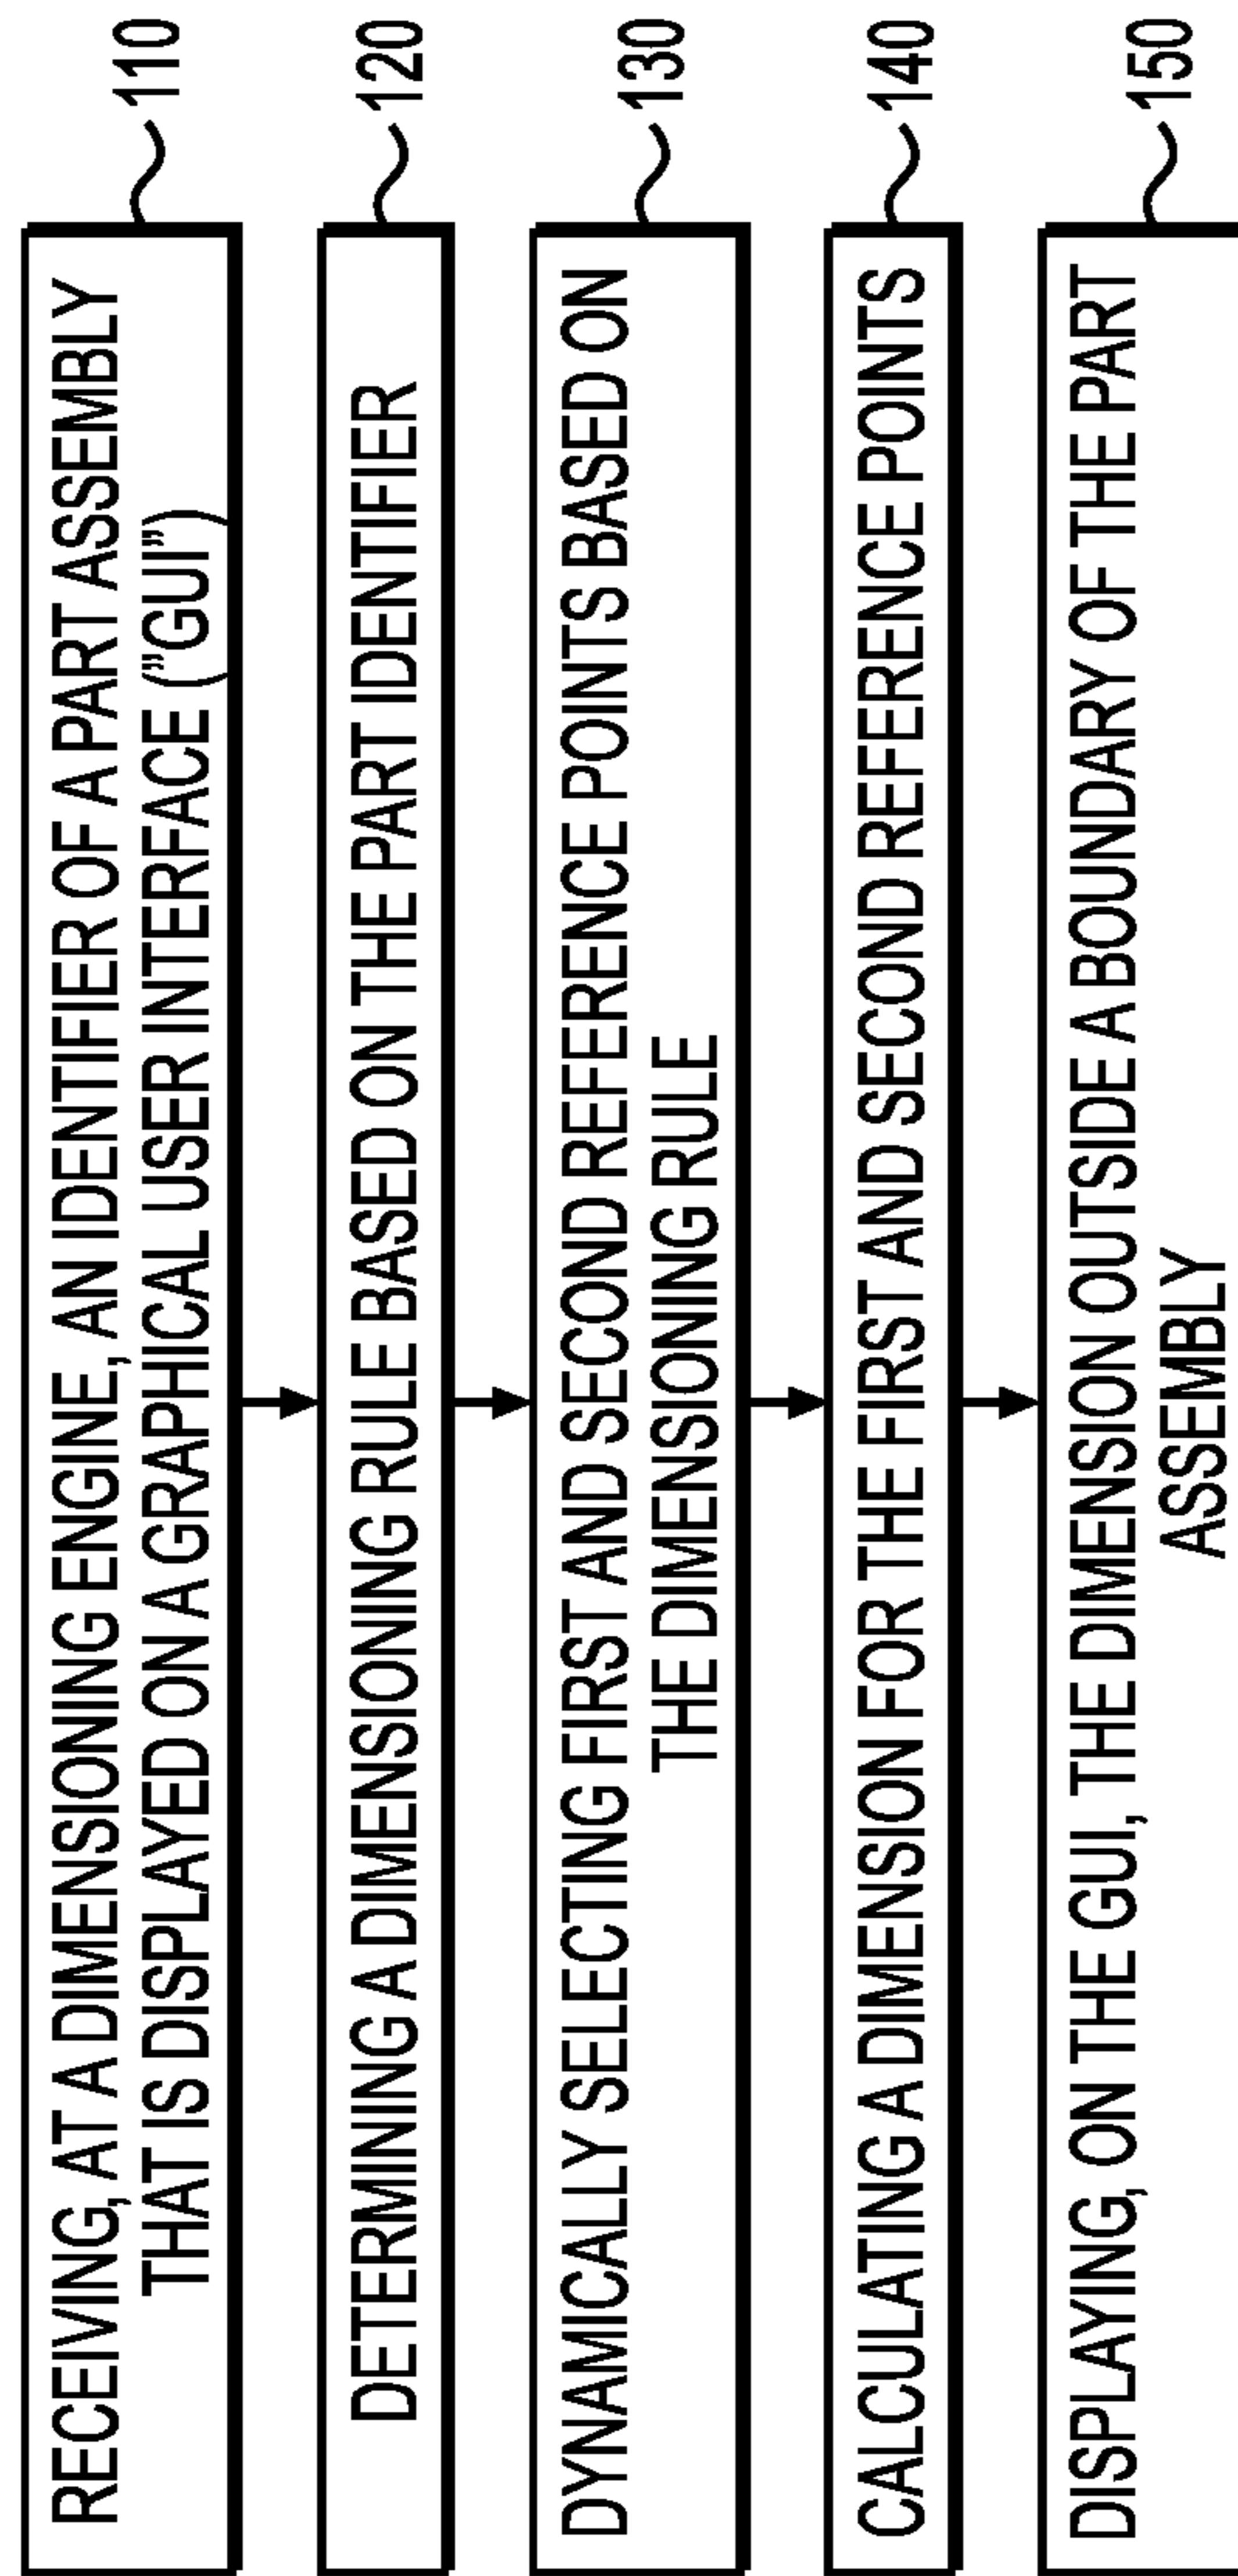 RECEIVING, AT A DIMENSIONING ENGINE, AN IDENTIFIER OF A PART ASSEMBLY
THAT IS DISPLAYED ON A GRAPHICAL USER INTERFACE ("GUI")
110
DETERMINING A DIMENSIONING RULE BASED ON THE PART IDENTIFIER
120
DYNAMICALLY SELECTING FIRST AND SECOND REFERENCE POINTS BASED ON
THE DIMENSIONING RULE
130
CALCULATING A DIMENSION FOR THE FIRST AND SECOND REFERENCE POINTS
140
DISPLAYING, ON THE GUI, THE DIMENSION OUTSIDE A BOUNDARY OF THE PART
ASSEMBLY
150